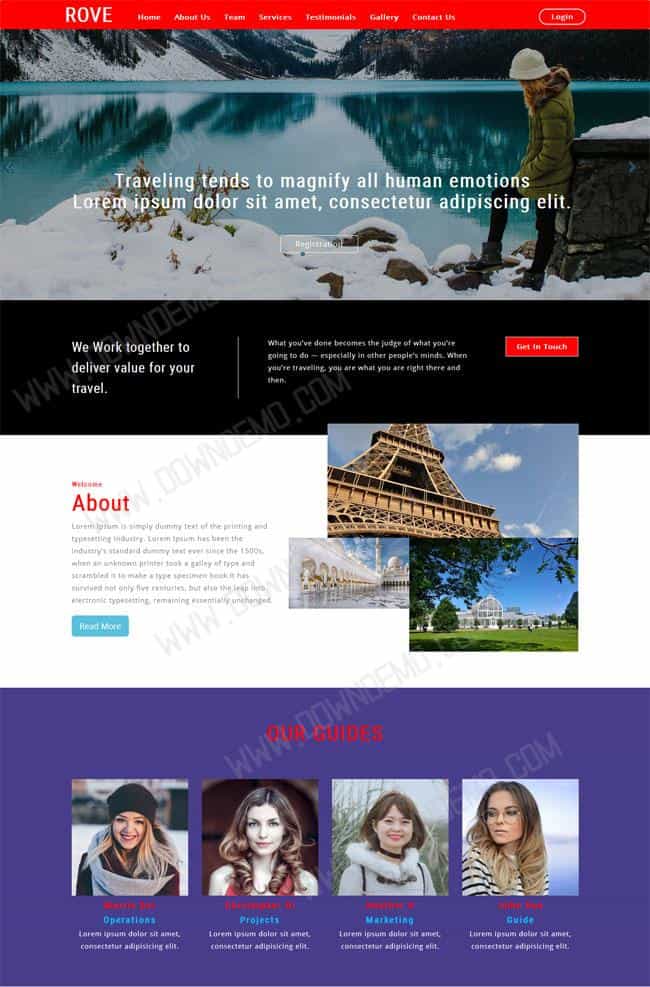 ROVE
Home About Us Team Services Testimonials Gallery Contact Us Login
Traveling tends to magnify all human emotions
Lorem ipsum dolor sit amet, consectetur adipiscing elit.
Registration
We Work together to
deliver value for your
travel.
What you've done becomes the judge of what you're
going to do — especially in other people's minds. When
you're traveling, you are what you are right there and
then.
Get In Touch
Welcome
About
Lorem Ipsum is simply dummy text of the printing and
typesetting industry. Lorem Ipsum has been the
industry's standard dummy text ever since the 1500s,
when an unknown printer took a galley of type and
scrambled it to make a type specimen book.It has
survived not only five centuries, but also the leap into
electronic typesetting, remaining essentially unchanged.
Read More
OUR GUIDES
Operations
Projects
Marketing
Guide
Lorem ipsum dolor sit amet,
consectetur adipisicing elit.
Lorem ipsum dolor sit amet,
consectetur adipisicing elit.
Lorem ipsum dolor sit amet,
consectetur adipisicing elit.
Lorem ipsum dolor sit amet,
consectetur adipisicing elit.
WWW.DOWNDEMO.COM
WWW.DOWNDEMO.COM
WWW.DOWNDEMO.COM
WWW.DOWNDEMO.COM